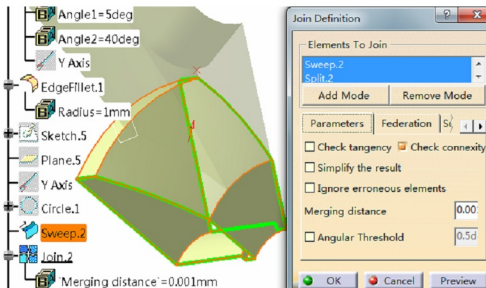 Angle1=5deg
Angle2=40deg
Y Axis
EdgeFillet.1
Radius=1mm
Sketch.5
Plane.5
Y Axis
Circle.1
Sweep.2
Join.2
`Merging distance`=0.001mm
Join Definition
Elements To Join
Sweep.2
Split.2
Add Mode Remove Mode
Parameters Federation
Check tangency Check connexity
Simplify the result
Ignore erroneous elements
Merging distance 0.00
Angular Threshold 0.5d
OK Cancel Preview